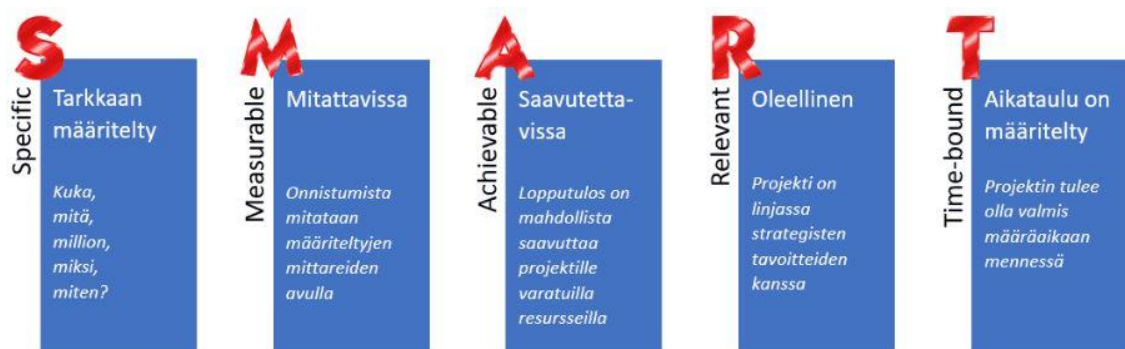 S
Specific
Tarkkaan
määritelty
Kuka,
mitä,
million,
miksi,
miten?
M
Measurable
Mitattavissa
Onnistumista
mitataan
määriteltyjen
mittareiden
avulla
A
Achievable
Saavutetta-
vissa
Lopputulos on
mahdollista
saavuttaa
projektille
varatuilla
resursseilla
R
Relevant
Oleellinen
Projekti on
linjassa
strategisten
tavoitteiden
kanssa
T
Time-bound
Aikataulu on
määritelty
Projektin tulee
olla valmis
määräaikaan
mennessä